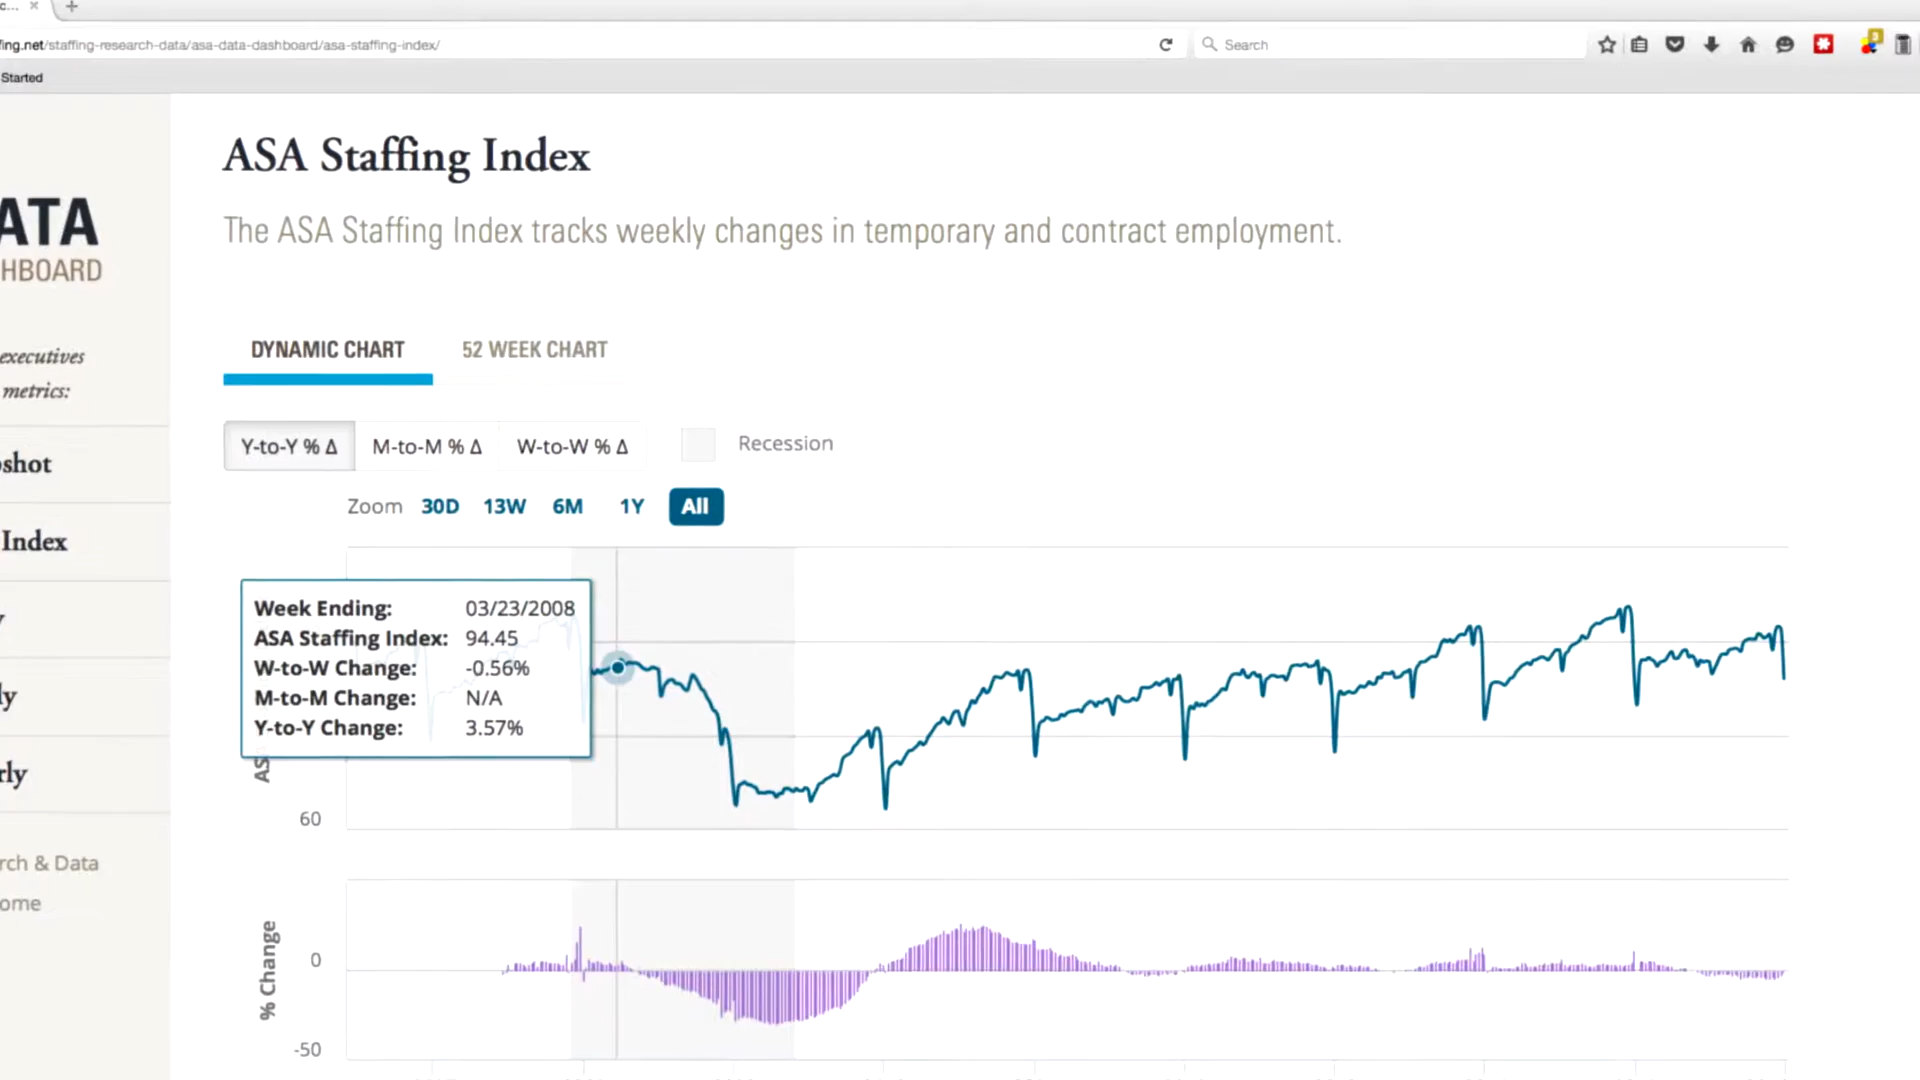 c...
fing.net/staffing-research-data/asa-data-dashboard/asa-staffing-index/
Search
3
Started
ATA
HBOARD
executives
metrics:
shot
Index
y
ly
rly
rch & Data
ome
ASA Staffing Index
The ASA Staffing Index tracks weekly changes in temporary and contract employment.
DYNAMIC CHART 52 WEEK CHART
Y-to-Y % Δ M-to-M % Δ W-to-W % Δ Recession
Zoom 30D 13W 6M 1Y All
Week Ending: 03/23/2008
ASA Staffing Index: 94.45
W-to-W Change: -0.56%
M-to-M Change: N/A
Y-to-Y Change: 3.57%
AS
60
% Change
0
-50